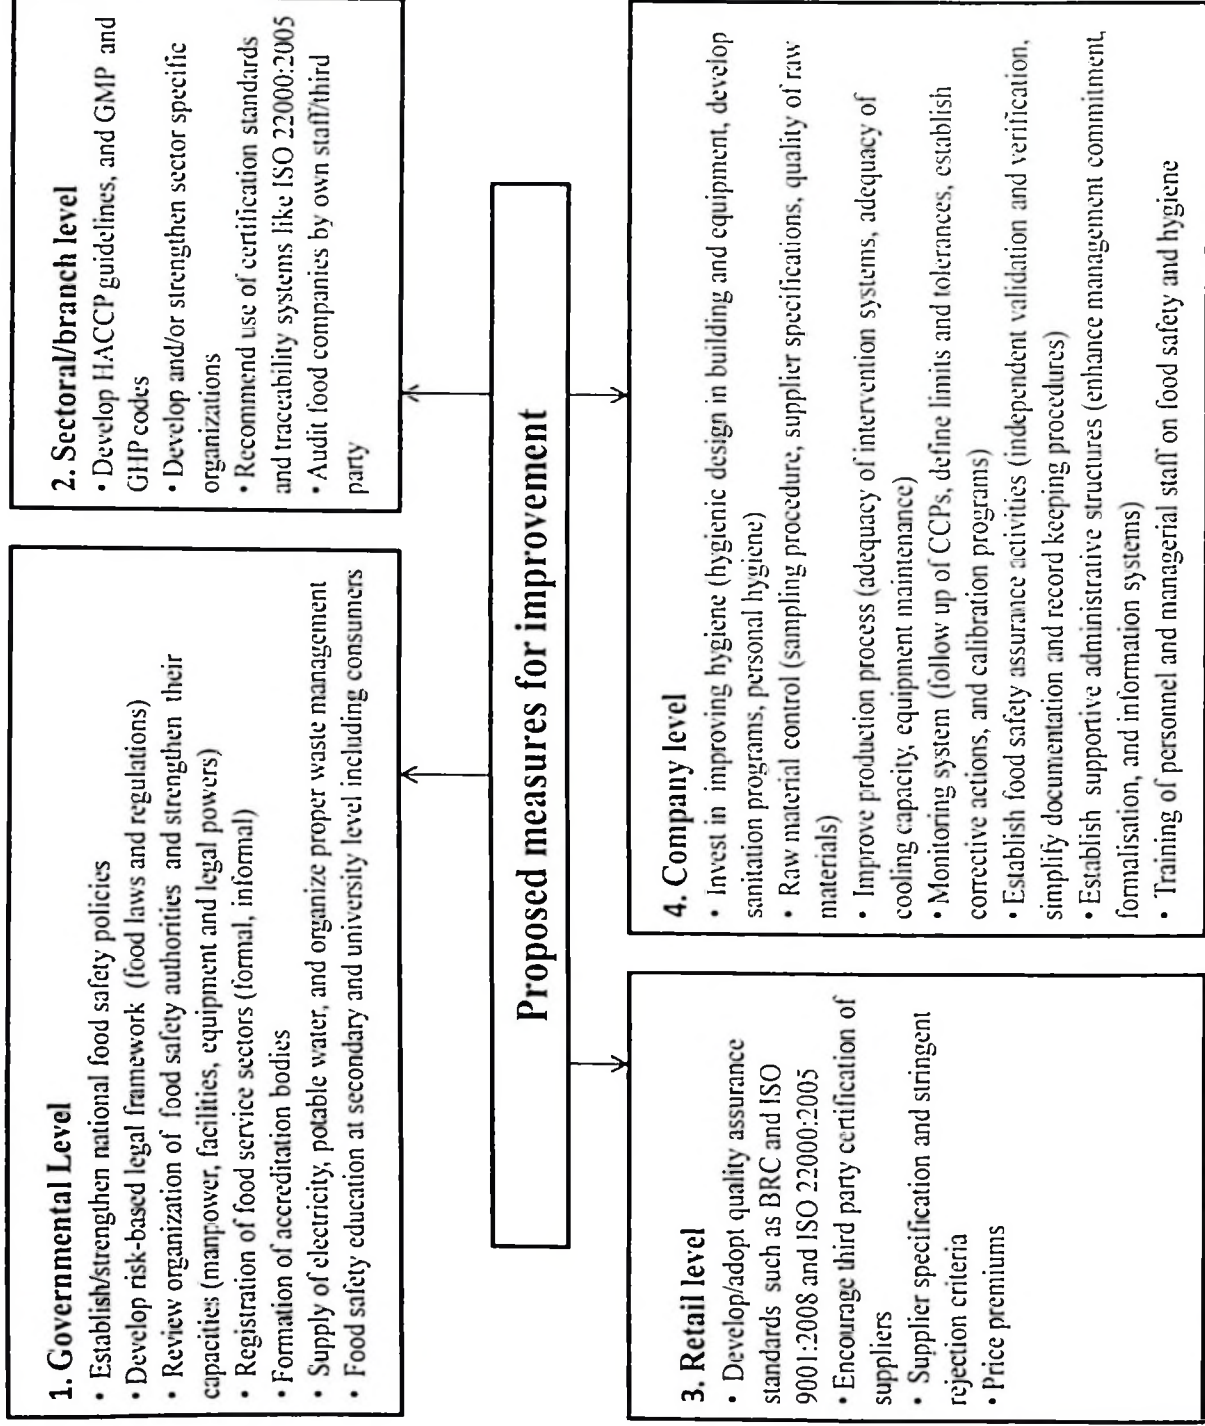 1. Governmental Level
• Establish/strengthen national food safety policies
• Develop risk-based legal framework (food laws and regulations)
• Review organization of food safety authorities and strengthen their
capacities (manpower, facilities, equipment and legal powers)
• Registration of food service sectors (formal, informal)
• Formation of accreditation bodies
• Supply of electricity, potable water, and organize proper waste management
• Food safety education at secondary and university level including consumers
2. Sectoral/branch level
• Develop HACCP guidelines, and GMP and
GHP codes
• Develop and/or strengthen sector specific
organizations
• Recommend use of certification standards
and traceability systems like ISO 22000:2005
• Audit food companies by own staff/third
party
Proposed measures for improvement
3. Retail level
• Develop/adopt quality assurance
standards such as BRC and ISO
9001:2008 and ISO 22000:2005
• Encourage third party certification of
suppliers
• Supplier specification and stringent
rejection criteria
• Price premiums
4. Company level
• Invest in improving hygiene (hygienic design in building and equipment, develop
sanitation programs, personal hygiene)
• Raw material control (sampling procedure, supplier specifications, quality of raw
materials)
• Improve production process (adequacy of intervention systems, adequacy of
cooling capacity, equipment maintenance)
• Monitoring system (follow up of CCPs, define limits and tolerances, establish
corrective actions, and calibration programs)
• Establish food safety assurance activities (independent validation and verification,
simplify documentation and record keeping procedures)
• Establish supportive administrative structures (enhance management commitment,
formalisation, and information systems)
• Training of personnel and managerial staff on food safety and hygiene